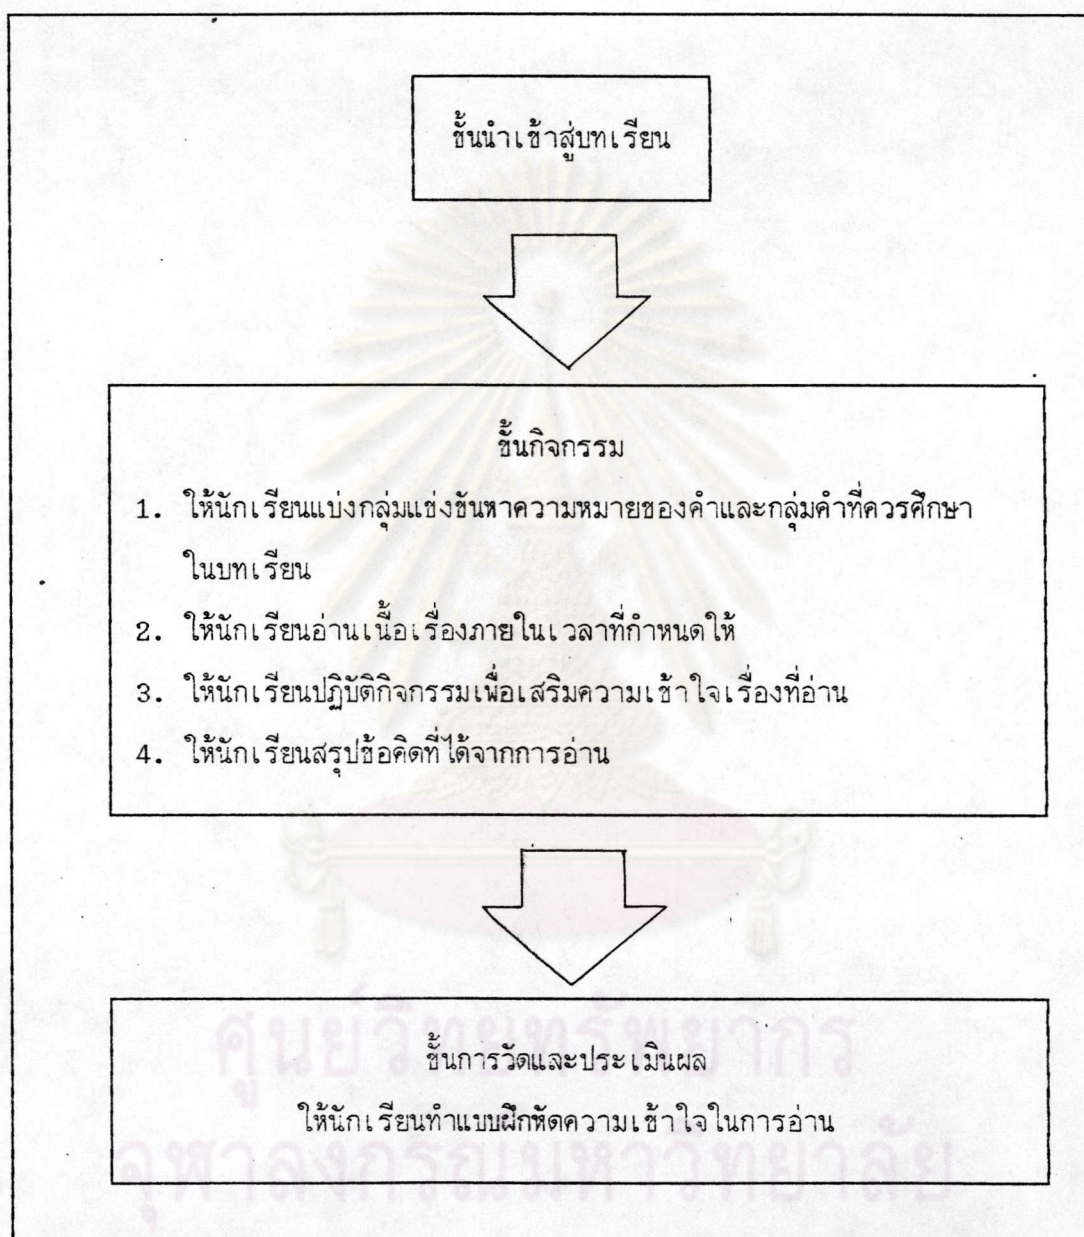 ขั้นนำเข้าสู่บทเรียน
ขั้นกิจกรรม
1. ให้นักเรียนแบ่งกลุ่มแข่งขันหาความหมายของคำและกลุ่มคำที่ควรศึกษา
ในบทเรียน
2. ให้นักเรียนอ่านเนื้อเรื่องภายในเวลาที่กำหนดให้
3. ให้นักเรียนปฏิบัติกิจกรรมเพื่อเสริมความเข้าใจเรื่องที่อ่าน
4. ให้นักเรียนสรุปข้อคิดที่ได้จากการอ่าน
ศูนย์วิทยทรัพยากร
ขั้นการวัดและประเมินผล
ให้นักเรียนทำแบบฝึกหัดความเข้าใจในการอ่าน
จุฬาลงกรณ์มหาวิทยาลัย